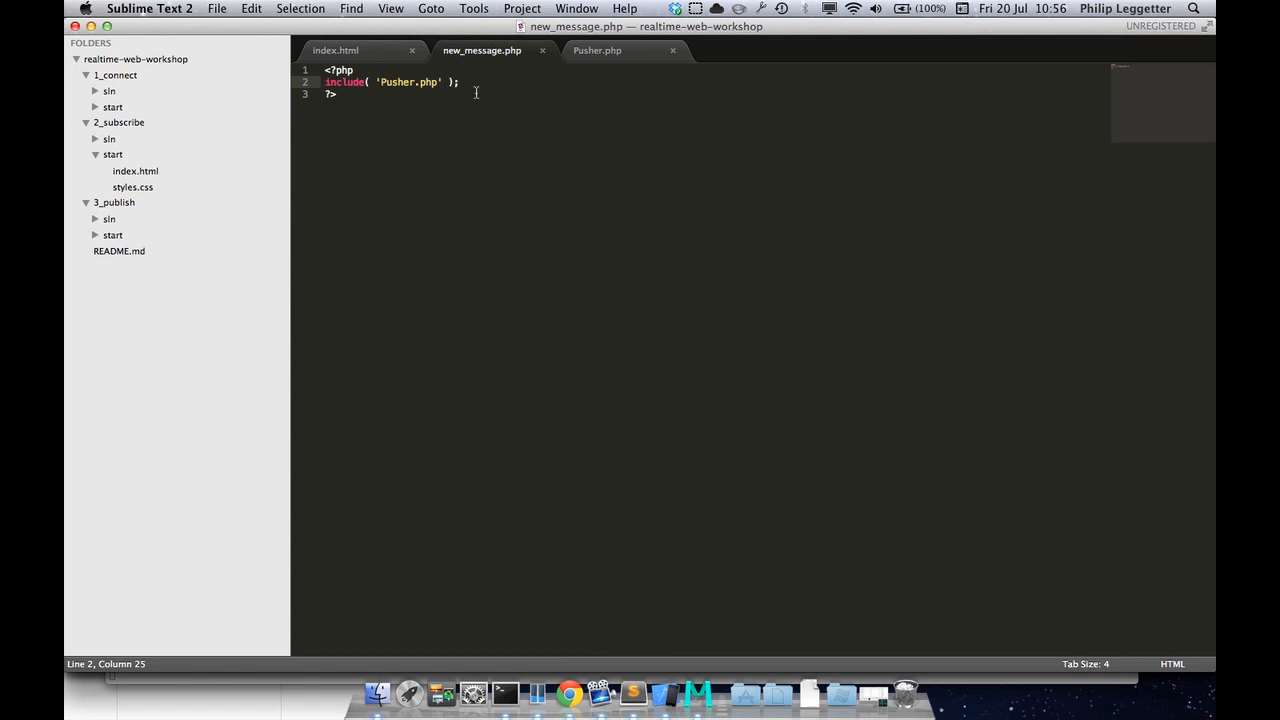 Sublime Text 2 File Edit Selection Find View Goto Tools Project Window Help (100%) Fri 20 Jul 10:56 Philip Leggetter
new_message.php — realtime-web-workshop UNREGISTERED
FOLDERS
realtime-web-workshop
1_connect
sln
start
2_subscribe
sln
start
index.html
styles.css
3_publish
sln
start
README.md
index.html × new_message.php × Pusher.php ×
1 <?php
2 include( 'Pusher.php' );
3 ?>
Line 2, Column 25 Tab Size: 4 HTML